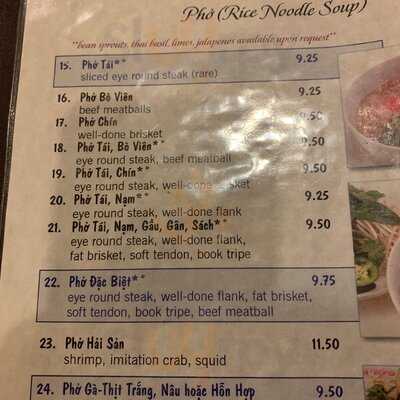 Phở (Rice Noodle Soup)
**bean sprouts, thai basil, limes, jalapenos available upon request**
15. Phở Tái** 9.25
sliced eye round steak (rare)
16. Phở Bò Viên 9.25
beef meatballs
17. Phở Chín
well-done brisket
18. Phở Tái, Bò Viên** 9.50
eye round steak, beef meatball
19. Phở Tái, Chín** 9.50
eye round steak, well-done
20. Phở Tái, Nạm** 9.25
eye round steak, well-done flank
21. Phở Tái, Nạm, Gầu, Gân, Sách** 9.50
eye round steak, well-done flank,
fat brisket, soft tendon, book tripe
22. Phở Đặc Biệt** 9.75
eye round steak, well-done flank, fat brisket,
soft tendon, book tripe, beef meatball
23. Phở Hải Sản 11.50
shrimp, imitation crab, squid
24. Phở Gà-Thịt Trắng, Nâu hoặc Hỗn Hợp 9.50